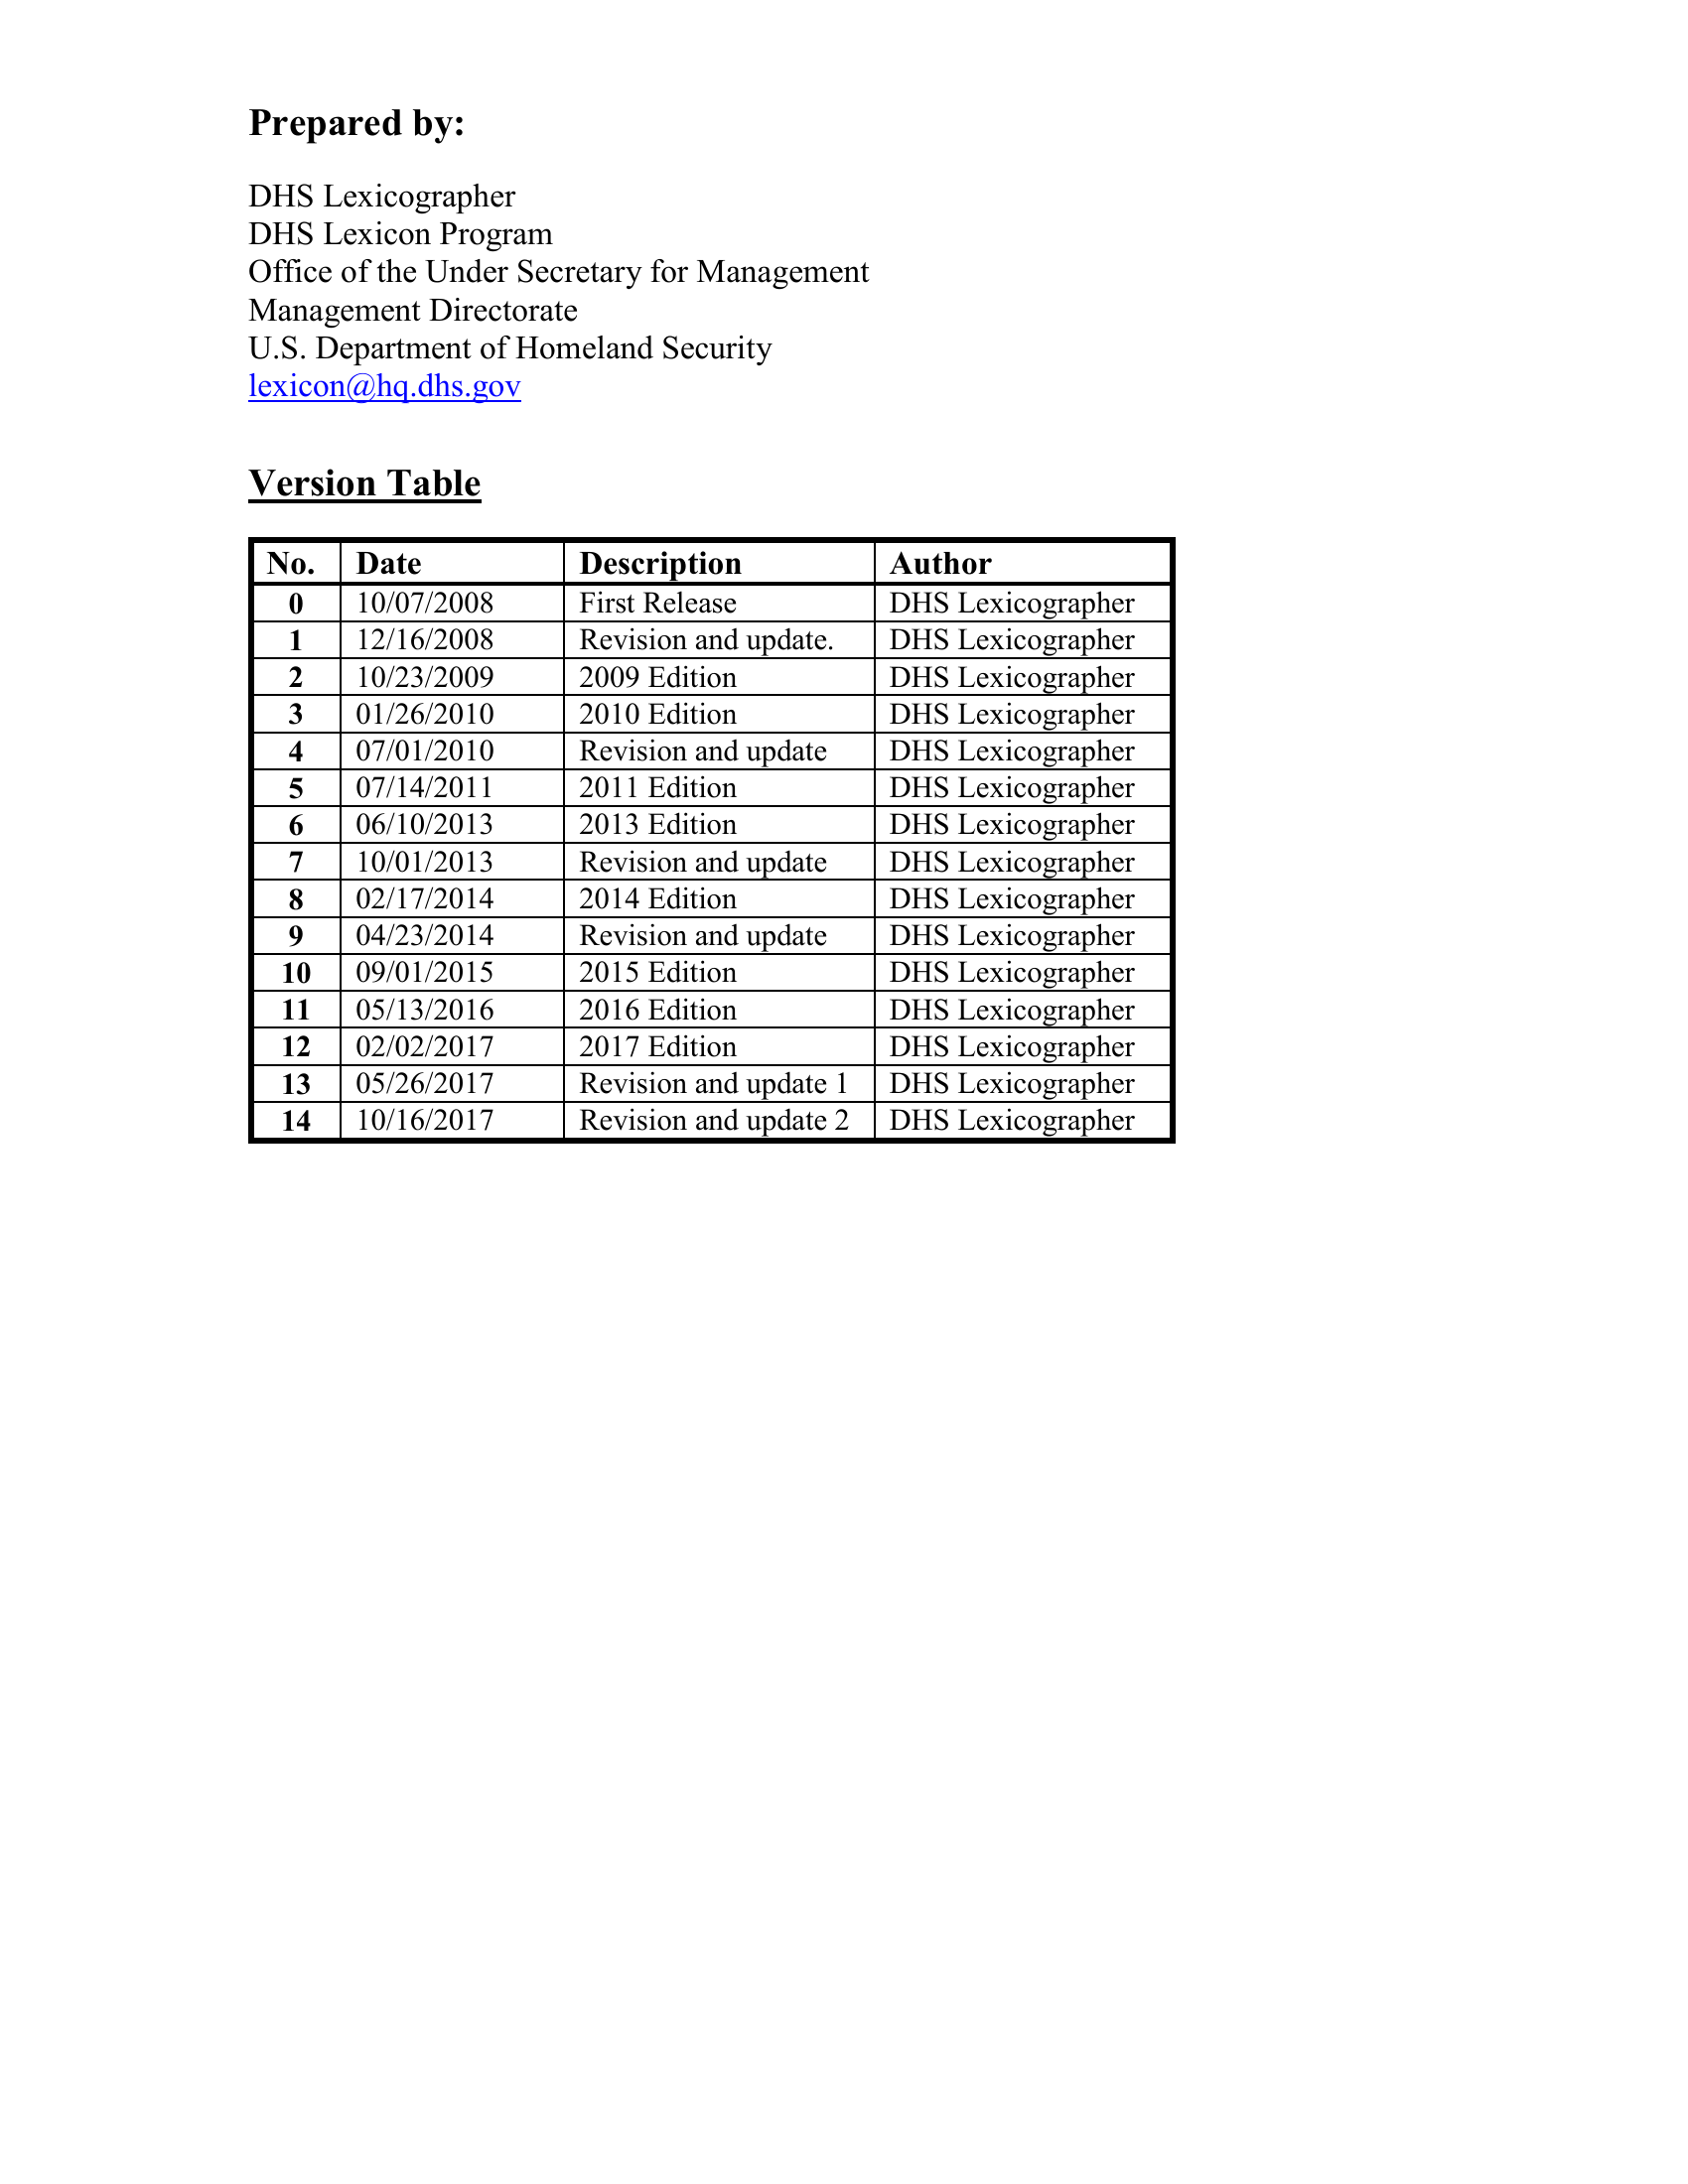 Prepared by:
DHS Lexicographer
DHS Lexicon Program
Office of the Under Secretary for Management
Management Directorate
U.S. Department of Homeland Security
lexicon@hq.dhs.gov
Version Table
No. Date Description Author
0 10/07/2008 First Release DHS Lexicographer
1 12/16/2008 Revision and update. DHS Lexicographer
2 10/23/2009 2009 Edition DHS Lexicographer
3 01/26/2010 2010 Edition DHS Lexicographer
4 07/01/2010 Revision and update DHS Lexicographer
5 07/14/2011 2011 Edition DHS Lexicographer
6 06/10/2013 2013 Edition DHS Lexicographer
7 10/01/2013 Revision and update DHS Lexicographer
8 02/17/2014 2014 Edition DHS Lexicographer
9 04/23/2014 Revision and update DHS Lexicographer
10 09/01/2015 2015 Edition DHS Lexicographer
11 05/13/2016 2016 Edition DHS Lexicographer
12 02/02/2017 2017 Edition DHS Lexicographer
13 05/26/2017 Revision and update 1 DHS Lexicographer
14 10/16/2017 Revision and update 2 DHS Lexicographer